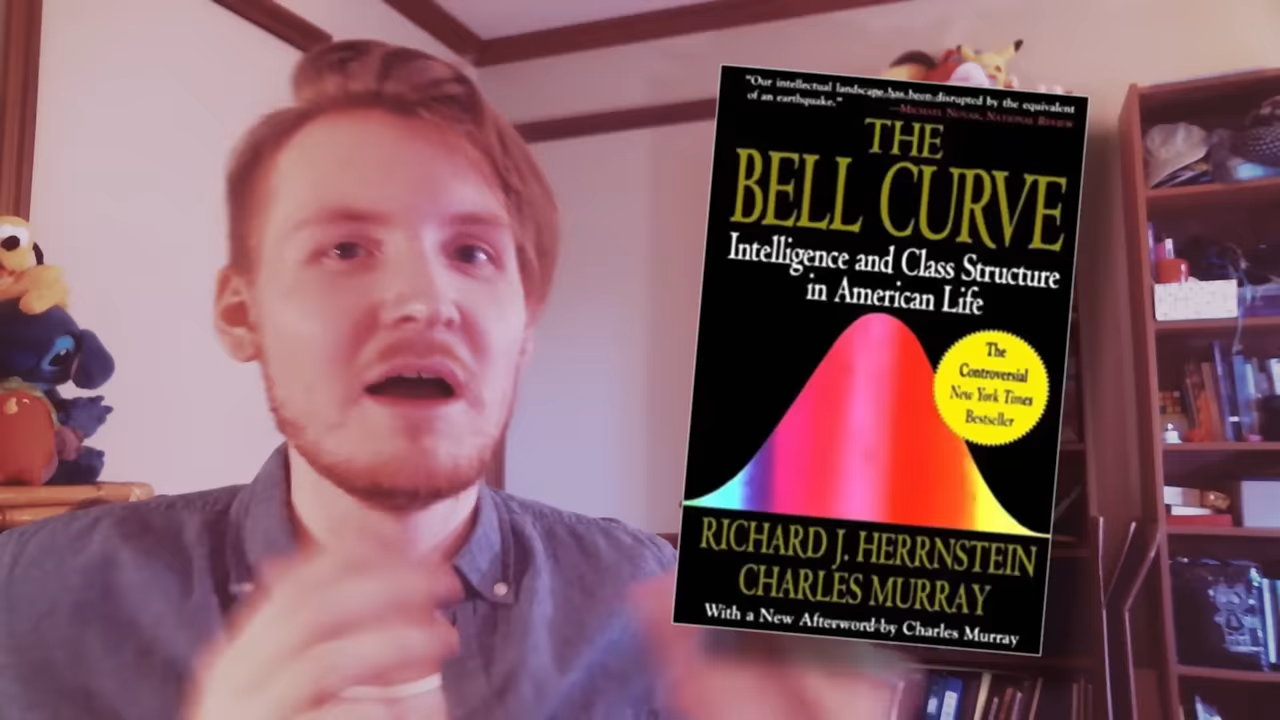 "Our intellectual landscape has been disrupted by the equivalent
of an earthquake."
—MICHAEL NOVAK, NATIONAL REVIEW
THE
BELL CURVE
Intelligence and Class Structure
in American Life
The
Controversial
New York Times
Bestseller
RICHARD J. HERRNSTEIN
CHARLES MURRAY
With a New Afterword by Charles Murray